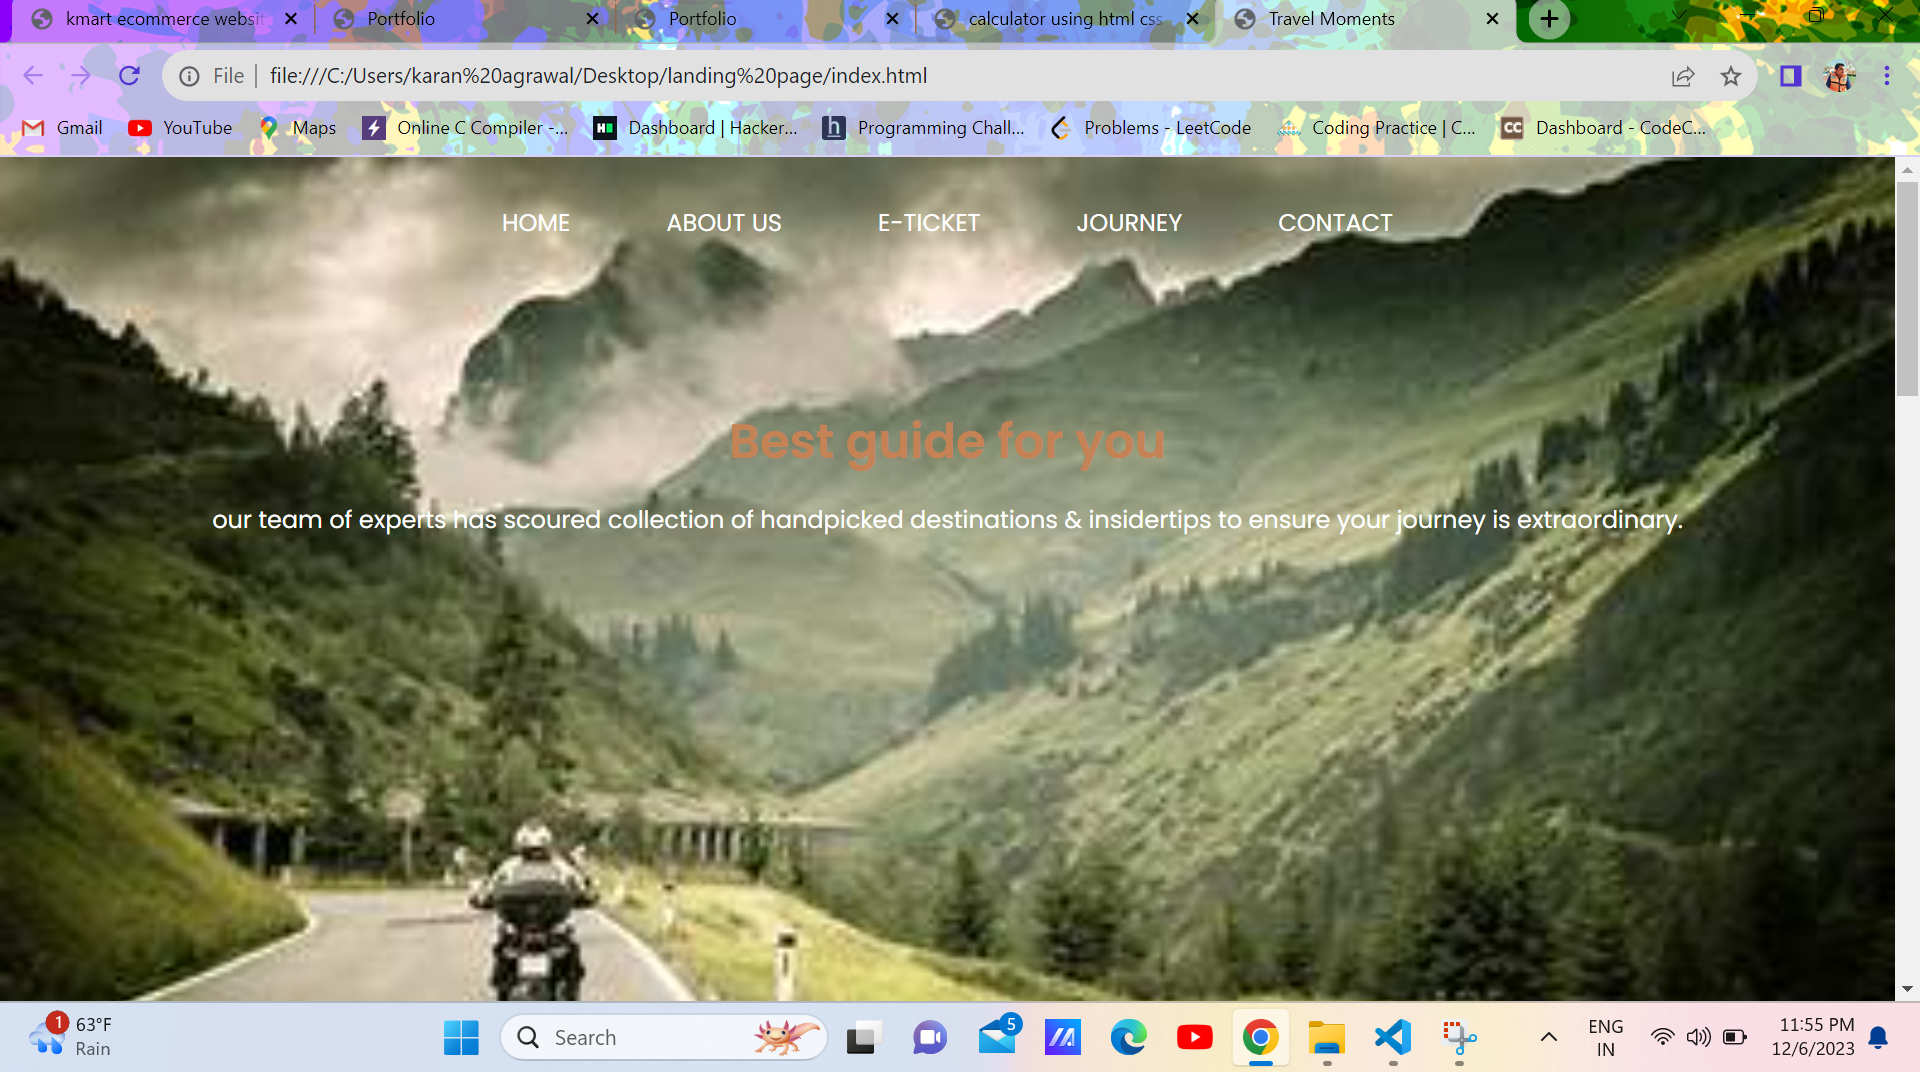 kmart ecommerce websit
Portfolio
Portfolio
calculator using html css
Travel Moments
File
file:///C:/Users/karan%20agrawal/Desktop/landing%20page/index.html
Gmail
YouTube
Maps
Online C Compiler -...
Dashboard | Hacker...
Programming Chall...
Problems - LeetCode
Coding Practice | C...
Dashboard - CodeC...
HOME
ABOUT US
E-TICKET
JOURNEY
CONTACT
Best guide for you
our team of experts has scoured collection of handpicked destinations & insidertips to ensure your journey is extraordinary.
1
63°F
Rain
Search
5
ENG
IN
11:55 PM
12/6/2023